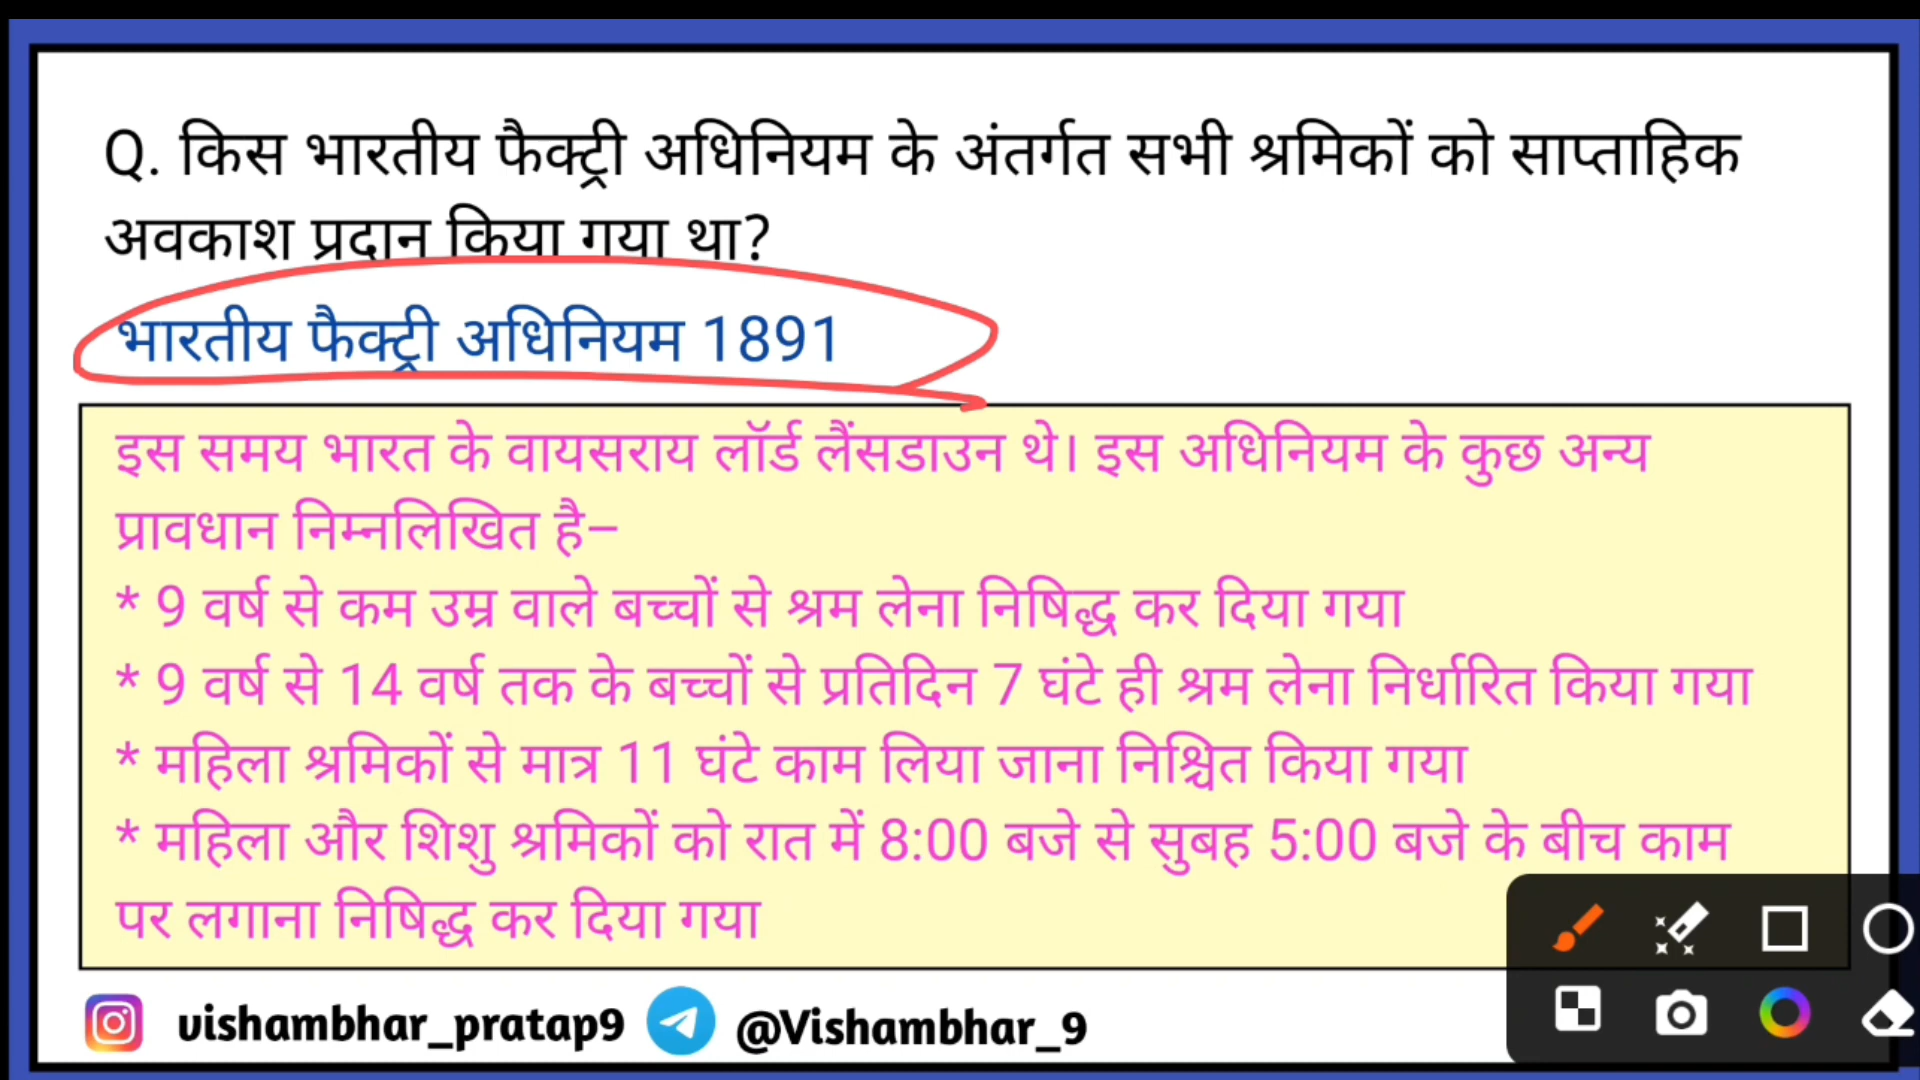 Q. किस भारतीय फैक्ट्री अधिनियम के अंतर्गत सभी श्रमिकों को साप्ताहिक
अवकाश प्रदान किया गया था?
भारतीय फैक्ट्री अधिनियम 1891
इस समय भारत के वायसराय लॉर्ड लैंसडाउन थे। इस अधिनियम के कुछ अन्य
प्रावधान निम्नलिखित है–
* 9 वर्ष से कम उम्र वाले बच्चों से श्रम लेना निषिद्ध कर दिया गया
* 9 वर्ष से 14 वर्ष तक के बच्चों से प्रतिदिन 7 घंटे ही श्रम लेना निर्धारित किया गया
* महिला श्रमिकों से मात्र 11 घंटे काम लिया जाना निश्चित किया गया
* महिला और शिशु श्रमिकों को रात में 8:00 बजे से सुबह 5:00 बजे के बीच काम
पर लगाना निषिद्ध कर दिया गया
vishambhar_pratap9 @Vishambhar_9